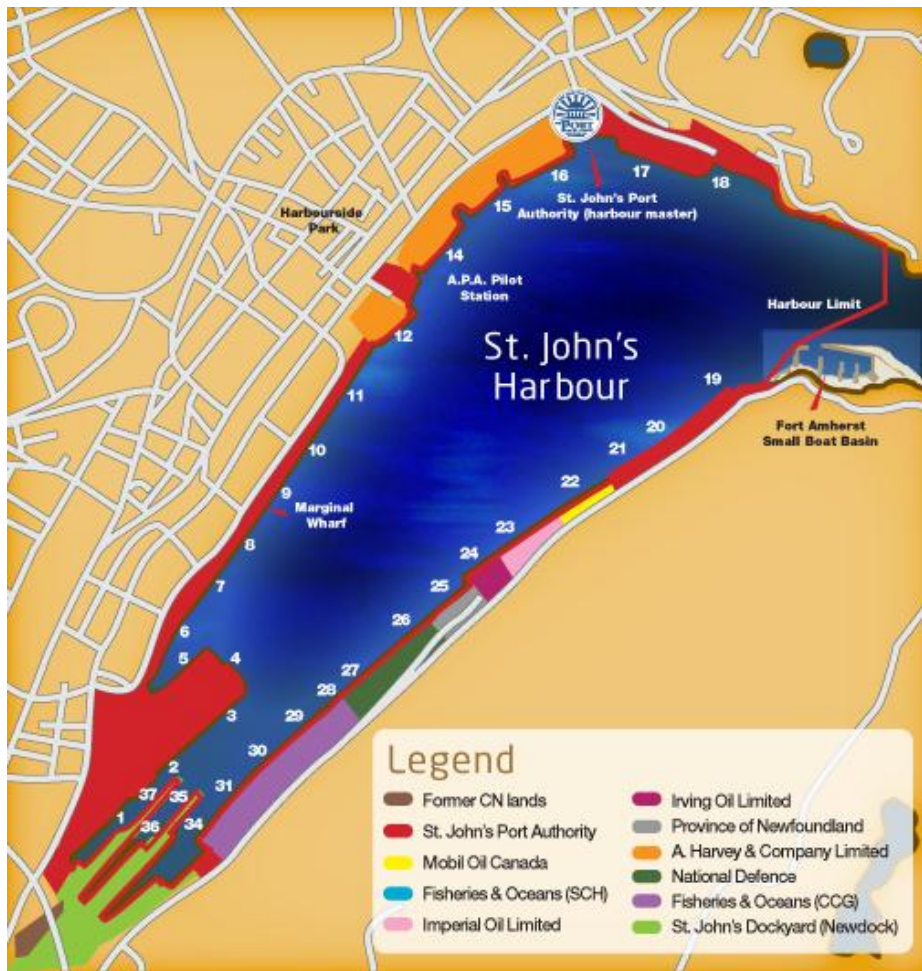 PORT
16
17
18
St. John's Port
Authority (harbour master)
15
Harbourside
Park
14
A.P.A. Pilot
Station
Harbour Limit
12
St. John's
Harbour
19
11
20
Fort Amherst
Small Boat Basin
10
21
22
9
Marginal
Wharf
23
8
24
7
25
26
6
5
4
27
28
3
29
30
2
31
37
35
1
36
34
Legend
Former CN lands
St. John's Port Authority
Mobil Oil Canada
Fisheries & Oceans (SCH)
Imperial Oil Limited
Irving Oil Limited
Province of Newfoundland
A. Harvey & Company Limited
National Defence
Fisheries & Oceans (CCG)
St. John's Dockyard (Newdock)